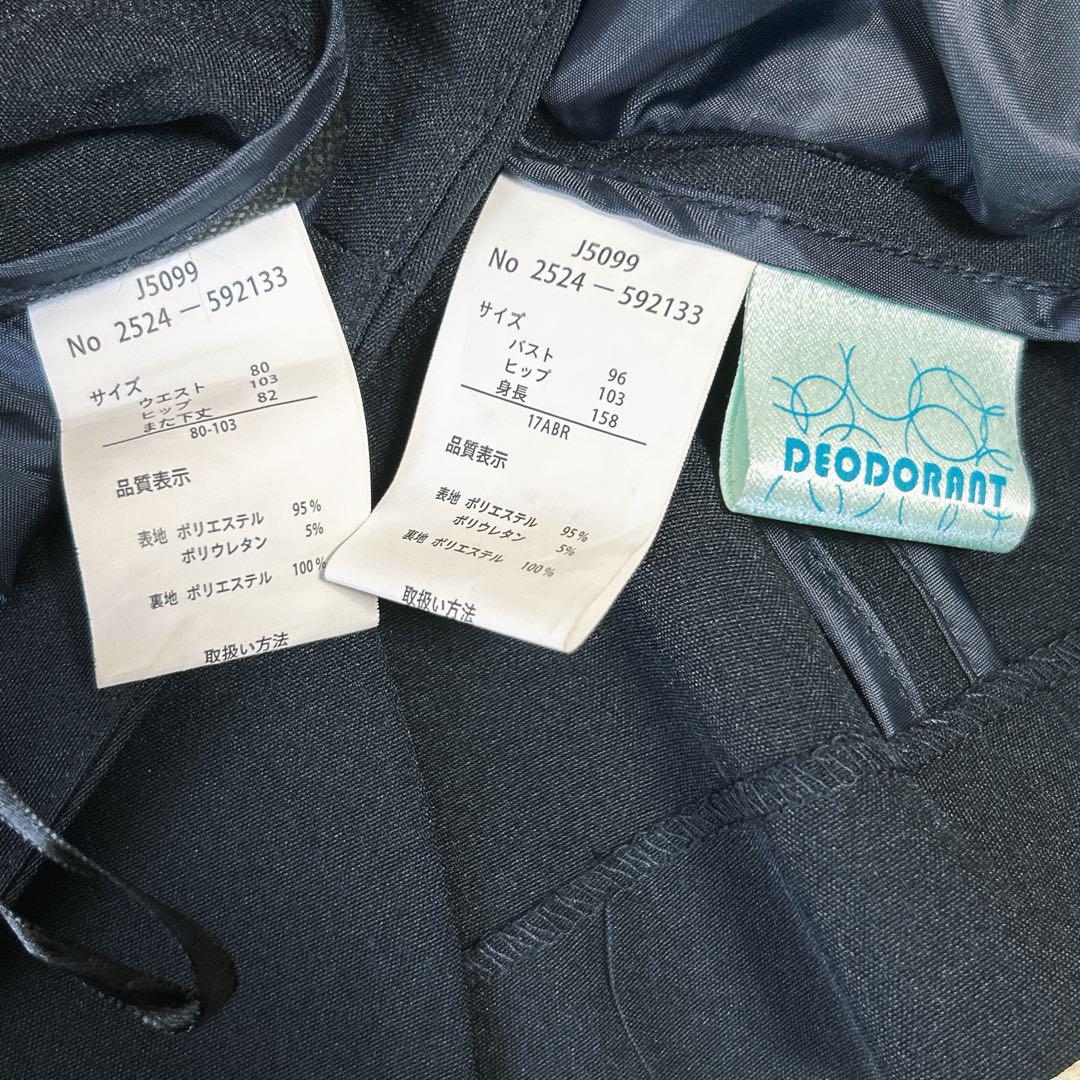 J5099
No 2524－592133
サイズ
ウエスト 80
ヒップ 103
また下丈 82
80-103
品質表示
表地 ポリエステル 95%
ポリウレタン 5%
裏地 ポリエステル 100%
取扱い方法
J5099
No 2524－592133
サイズ
バスト 96
ヒップ 103
身長 158
17ABR
品質表示
表地 ポリエステル 95%
ポリウレタン 5%
裏地 ポリエステル 100%
取扱い方法
DEODORANT